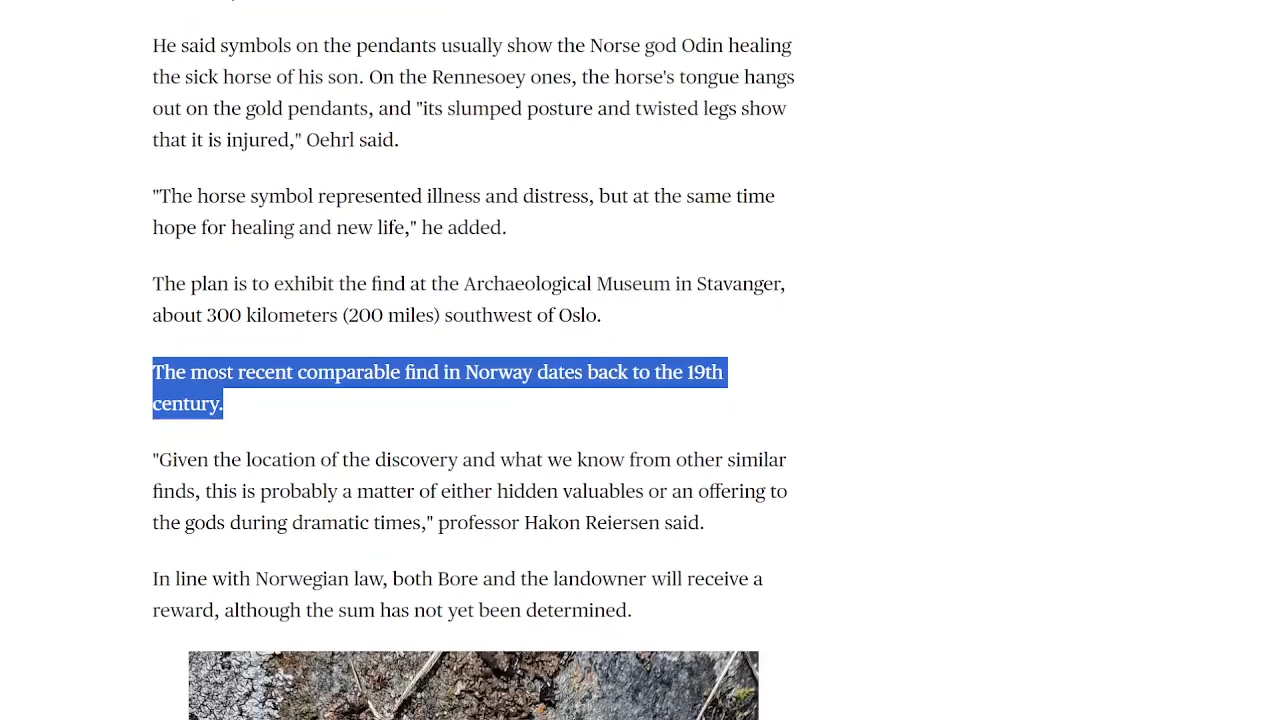 He said symbols on the pendants usually show the Norse god Odin healing
the sick horse of his son. On the Rennesoey ones, the horse's tongue hangs
out on the gold pendants, and "its slumped posture and twisted legs show
that it is injured," Oehrl said.
"The horse symbol represented illness and distress, but at the same time
hope for healing and new life," he added.
The plan is to exhibit the find at the Archaeological Museum in Stavanger,
about 300 kilometers (200 miles) southwest of Oslo.
The most recent comparable find in Norway dates back to the 19th
century.
"Given the location of the discovery and what we know from other similar
finds, this is probably a matter of either hidden valuables or an offering to
the gods during dramatic times," professor Hakon Reiersen said.
In line with Norwegian law, both Bore and the landowner will receive a
reward, although the sum has not yet been determined.